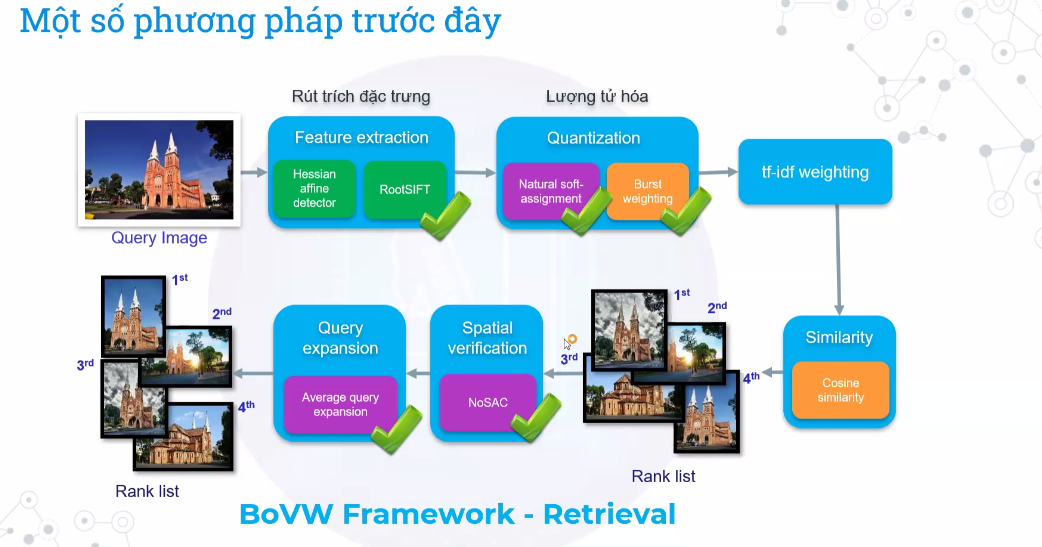 Một số phương pháp trước đây
Rút trích đặc trưng
Lượng tử hóa
Feature extraction
Hessian
affine
detector
RootSIFT
Quantization
Natural soft-
assignment
Burst
weighting
tf-idf weighting
Query Image
1st
2nd
3rd
4th
Rank list
Query
expansion
Average query
expansion
Spatial
verification
NoSAC
1st
2nd
3rd
4th
Rank list
Similarity
Cosine
similarity
BoVW Framework - Retrieval